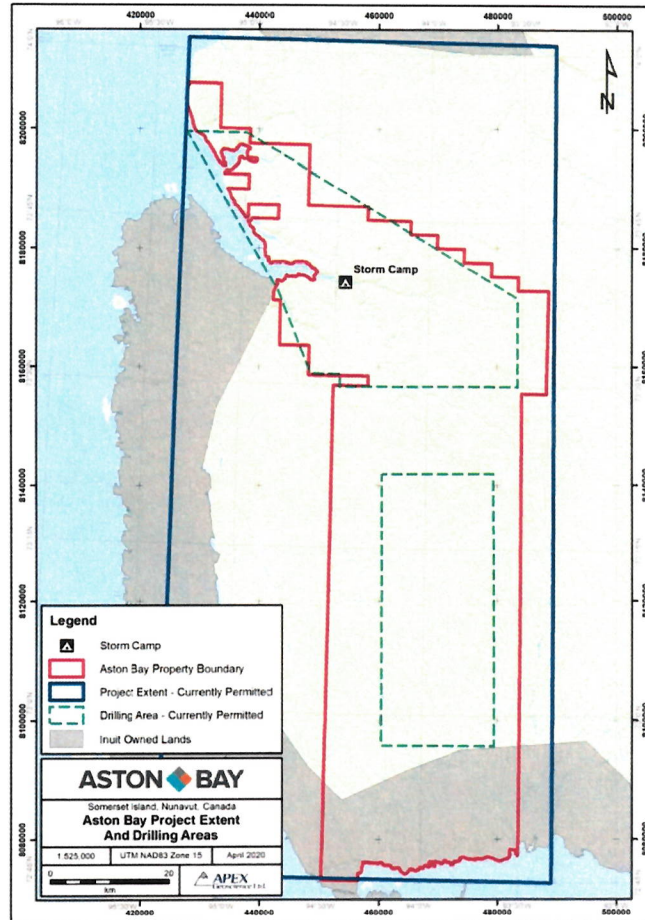 420000 440000 460000 480000 500000
N
8200000
8180000
Storm Camp
8160000
8140000
8120000
8100000
8080000
Legend
Storm Camp
Aston Bay Property Boundary
Project Extent - Currently Permitted
Drilling Area - Currently Permitted
Inuit Owned Lands
ASTON BAY
Somerset Island, Nunavut, Canada
Aston Bay Project Extent
And Drilling Areas
1:525,000 UTM NAD83 Zone 15 April 2020
0 20
km
APEX
Geoscience Ltd.
420000 440000 460000 480000 500000